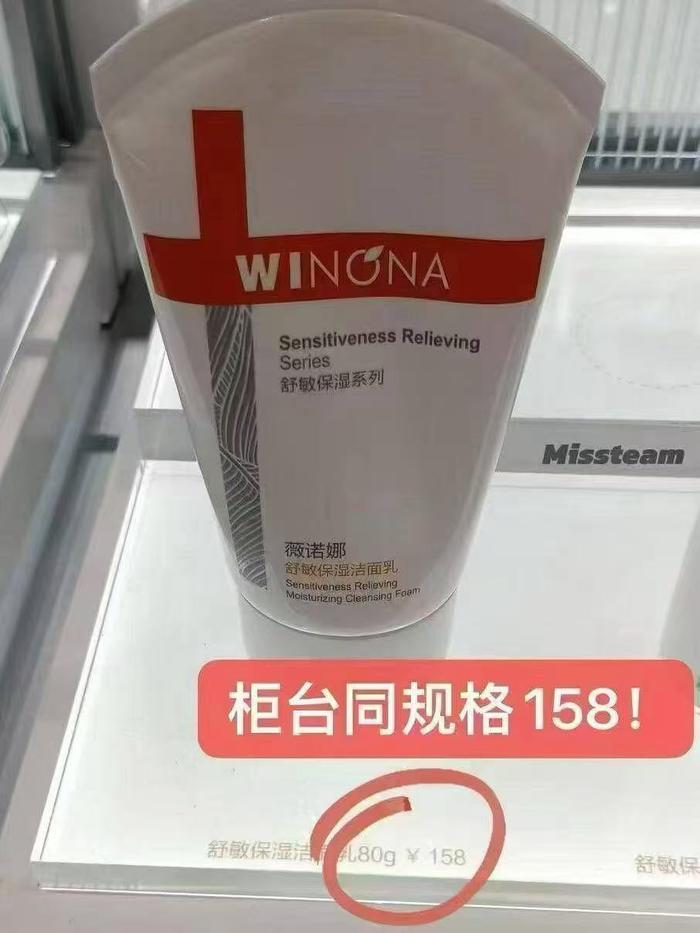 WINONA
Sensitiveness Relieving
Series
舒敏保湿系列
Missteam
薇诺娜
舒敏保湿洁面乳
Sensitiveness Relieving
Moisturizing Cleansing Foam
柜台同规格158!
舒敏保湿洁面乳80g ¥ 158
舒敏保